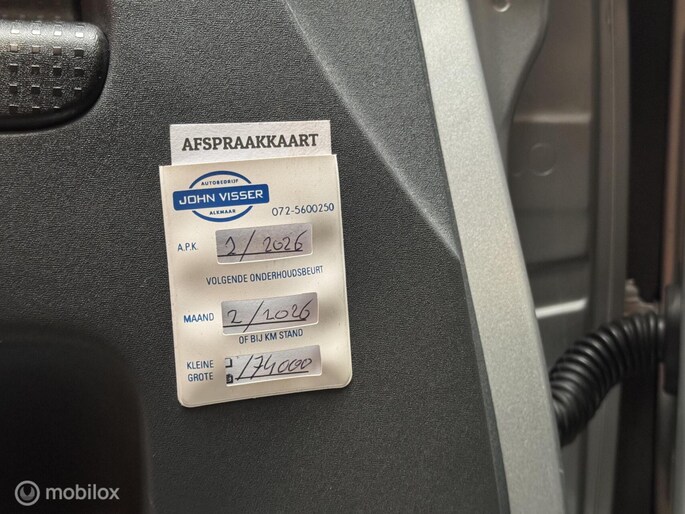 AFSPRAAKKAART
AUTOBEDRIJF
JOHN VISSER
ALKMAAR
072-5600250
A.P.K. 2/2026
VOLGENDE ONDERHOUDSBEURT
MAAND 2/2026
OF BIJ KM STAND
KLEINE
GROTE
174000
mobilox